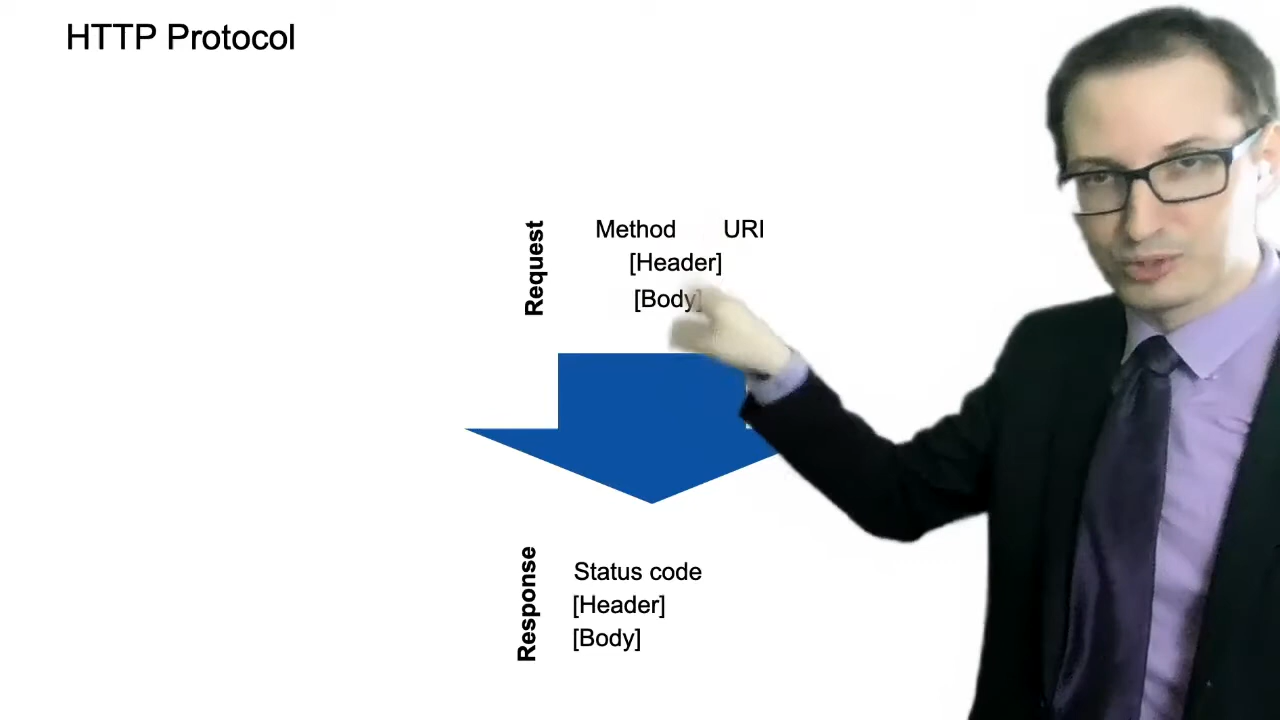 HTTP Protocol
Request
Method URI
[Header]
[Body]
Response
Status code
[Header]
[Body]